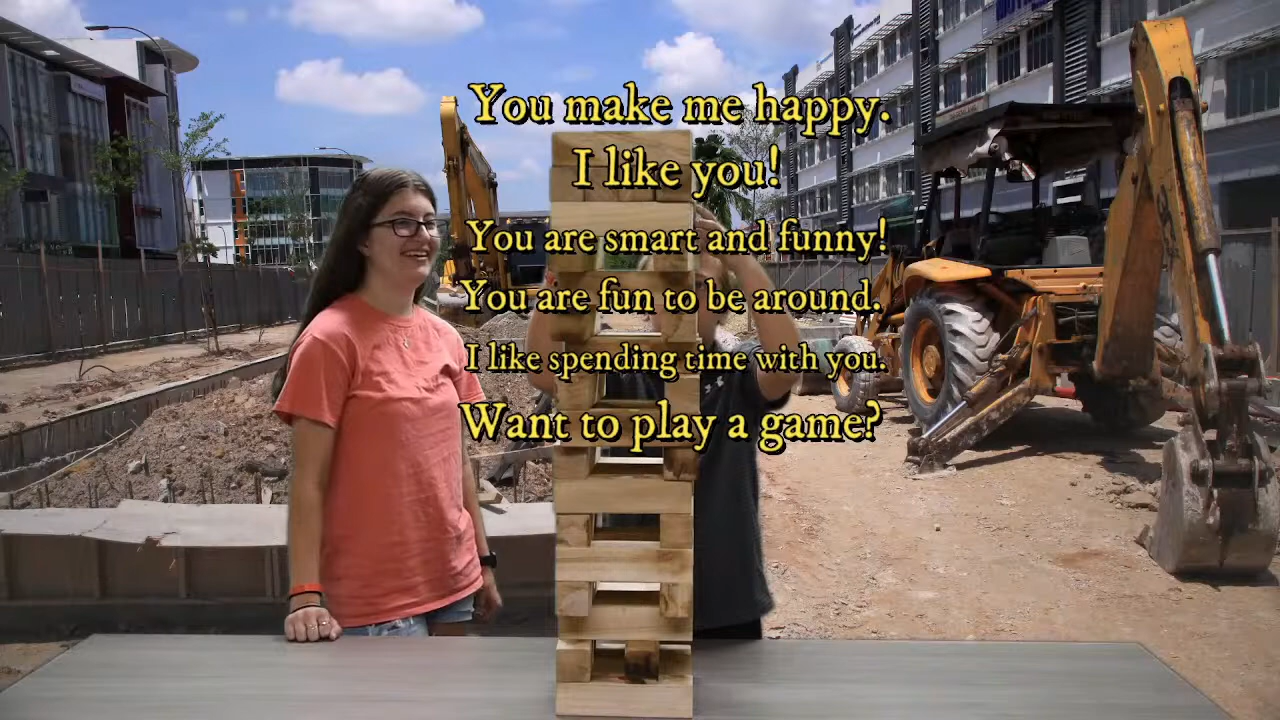 You make me happy.
I like you!
You are smart and funny!
You are fun to be around.
I like spending time with you.
Want to play a game?